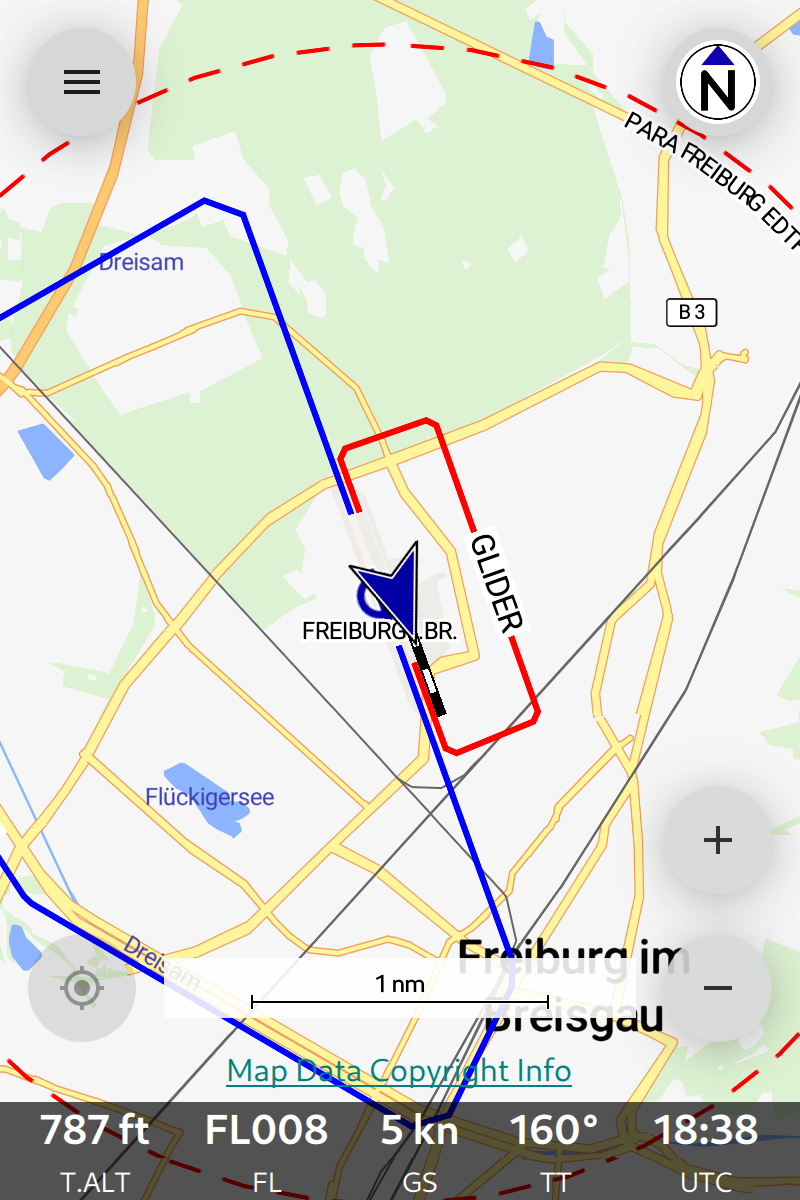 N
PARA FREIBURG EDTF
Dreisam
B 3
GLIDER
FREIBURG BR.
Flückigersee
Dreisam
Freiburg im
Breisgau
1 nm
Map Data Copyright Info
787 ft FL008 5 kn 160° 18:38
T.ALT FL GS TT UTC